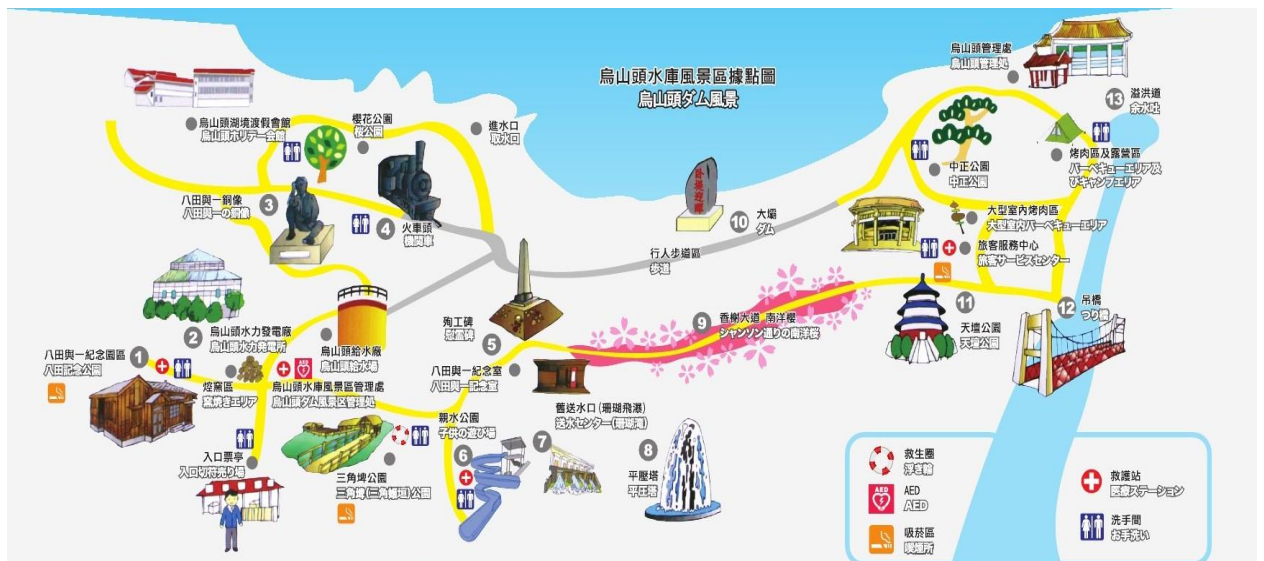 烏山頭水庫風景區據點圖
烏山頭ダム風景
烏山頭管理處
烏山頭管理処
13
溢洪道
余水吐
烏山頭湖境渡假會館
烏山頭ホリデー会館
櫻花公園
桜公園
進水口
取水口
中正公園
中正公園
烤肉區及露營區
バーベキューエリア及
びキャンプエリア
3
八田與一銅像
八田與一の銅像
4
火車頭
機関車
10
大壩
ダム
行人步道區
歩道
大型室內烤肉區
大型室内バーベキューエリア
旅客服務中心
旅客サービスセンター
2
烏山頭水力發電廠
烏山頭水力発電所
烏山頭給水廠
烏山頭給水場
殉工碑
5
9
香榭大道 南洋櫻
シャンソン通りの南洋桜
11
天壇公園
天壇公園
12
吊橋
つり橋
八田與一紀念園區
八田記念公園
1
焢窯區
窯焼きエリア
AED
烏山頭水庫風景區管理處
烏山頭ダム風景区管理処
八田與一紀念室
八田與一記念室
入口票亭
入口切符売り場
三角埤公園
親水公園
子供の遊び場
6
7
舊送水口(珊瑚飛瀑)
送水センター(珊瑚滝)
8
平壓塔
平圧塔
救生圈
浮き輪
AED
AED
AED
吸菸區
喫煙所
救護站
医療ステーション
洗手間
お手洗い